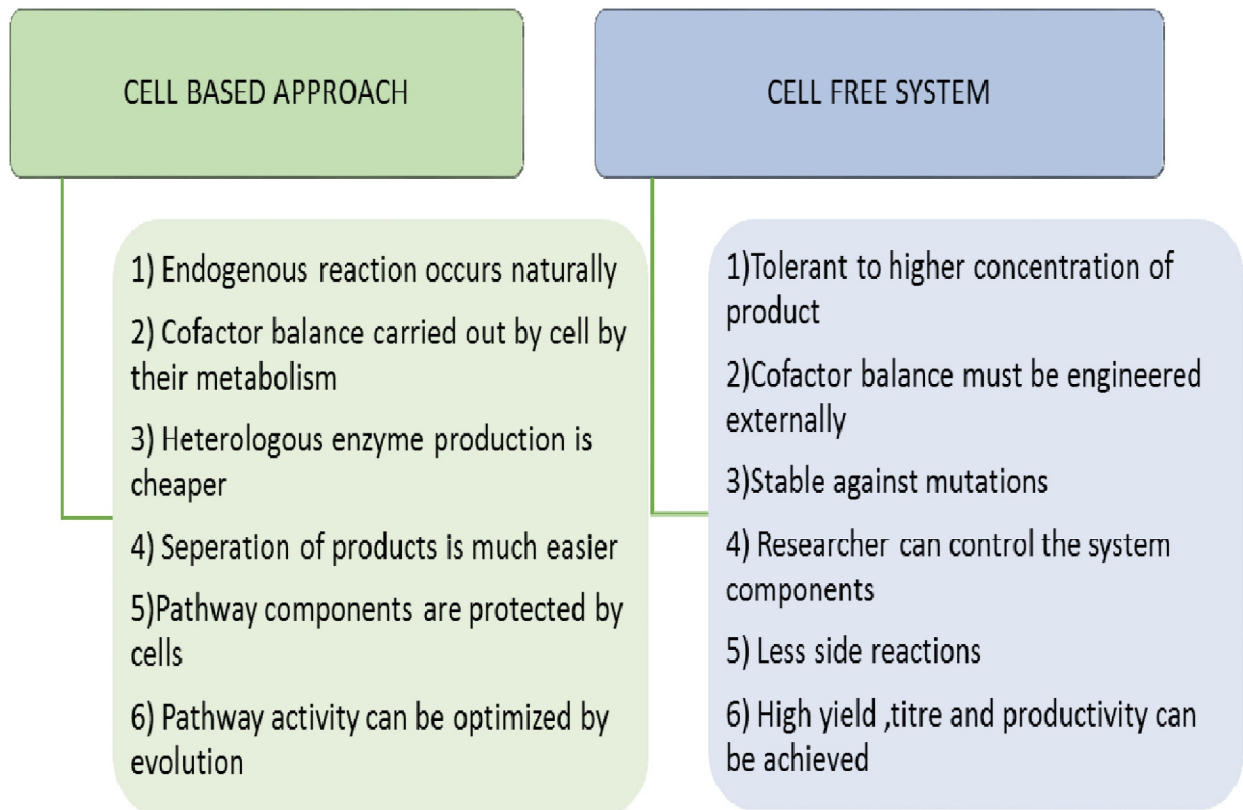 CELL BASED APPROACH
1) Endogenous reaction occurs naturally
2) Cofactor balance carried out by cell by
their metabolism
3) Heterologous enzyme production is
cheaper
4) Seperation of products is much easier
5)Pathway components are protected by
cells
6) Pathway activity can be optimized by
evolution
CELL FREE SYSTEM
1)Tolerant to higher concentration of
product
2)Cofactor balance must be engineered
externally
3)Stable against mutations
4) Researcher can control the system
components
5) Less side reactions
6) High yield ,titre and productivity can
be achieved